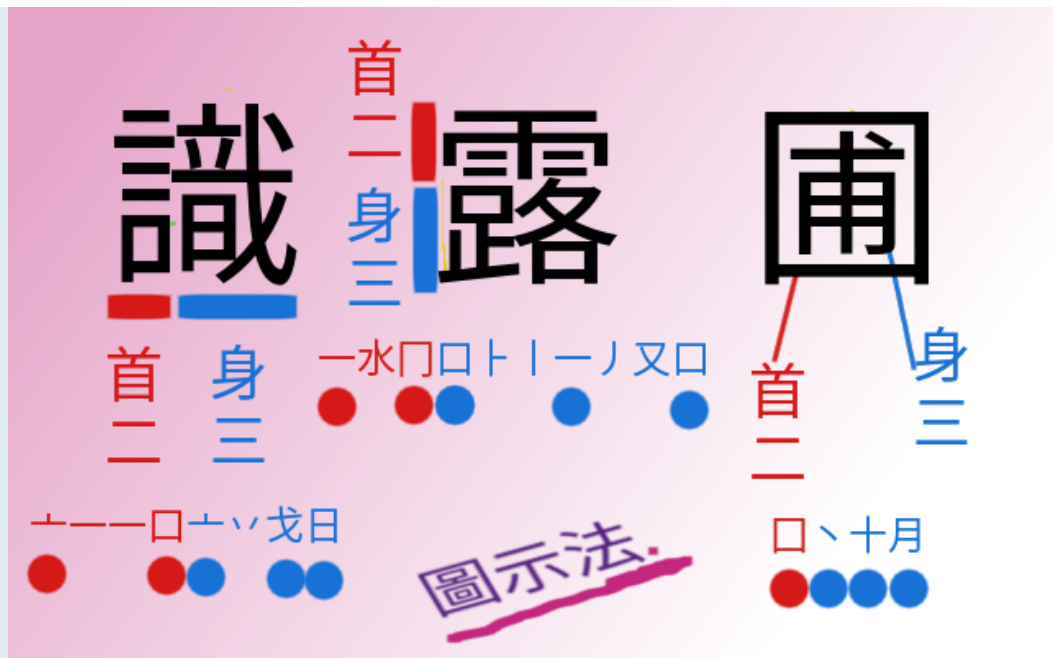 首
二
身
三
識
露
圃
首
二
身
三
一水冂口⺊丨一丿又口
首
二
身
三
亠一一口亠丷戈日
囗丶十月
圖示法.